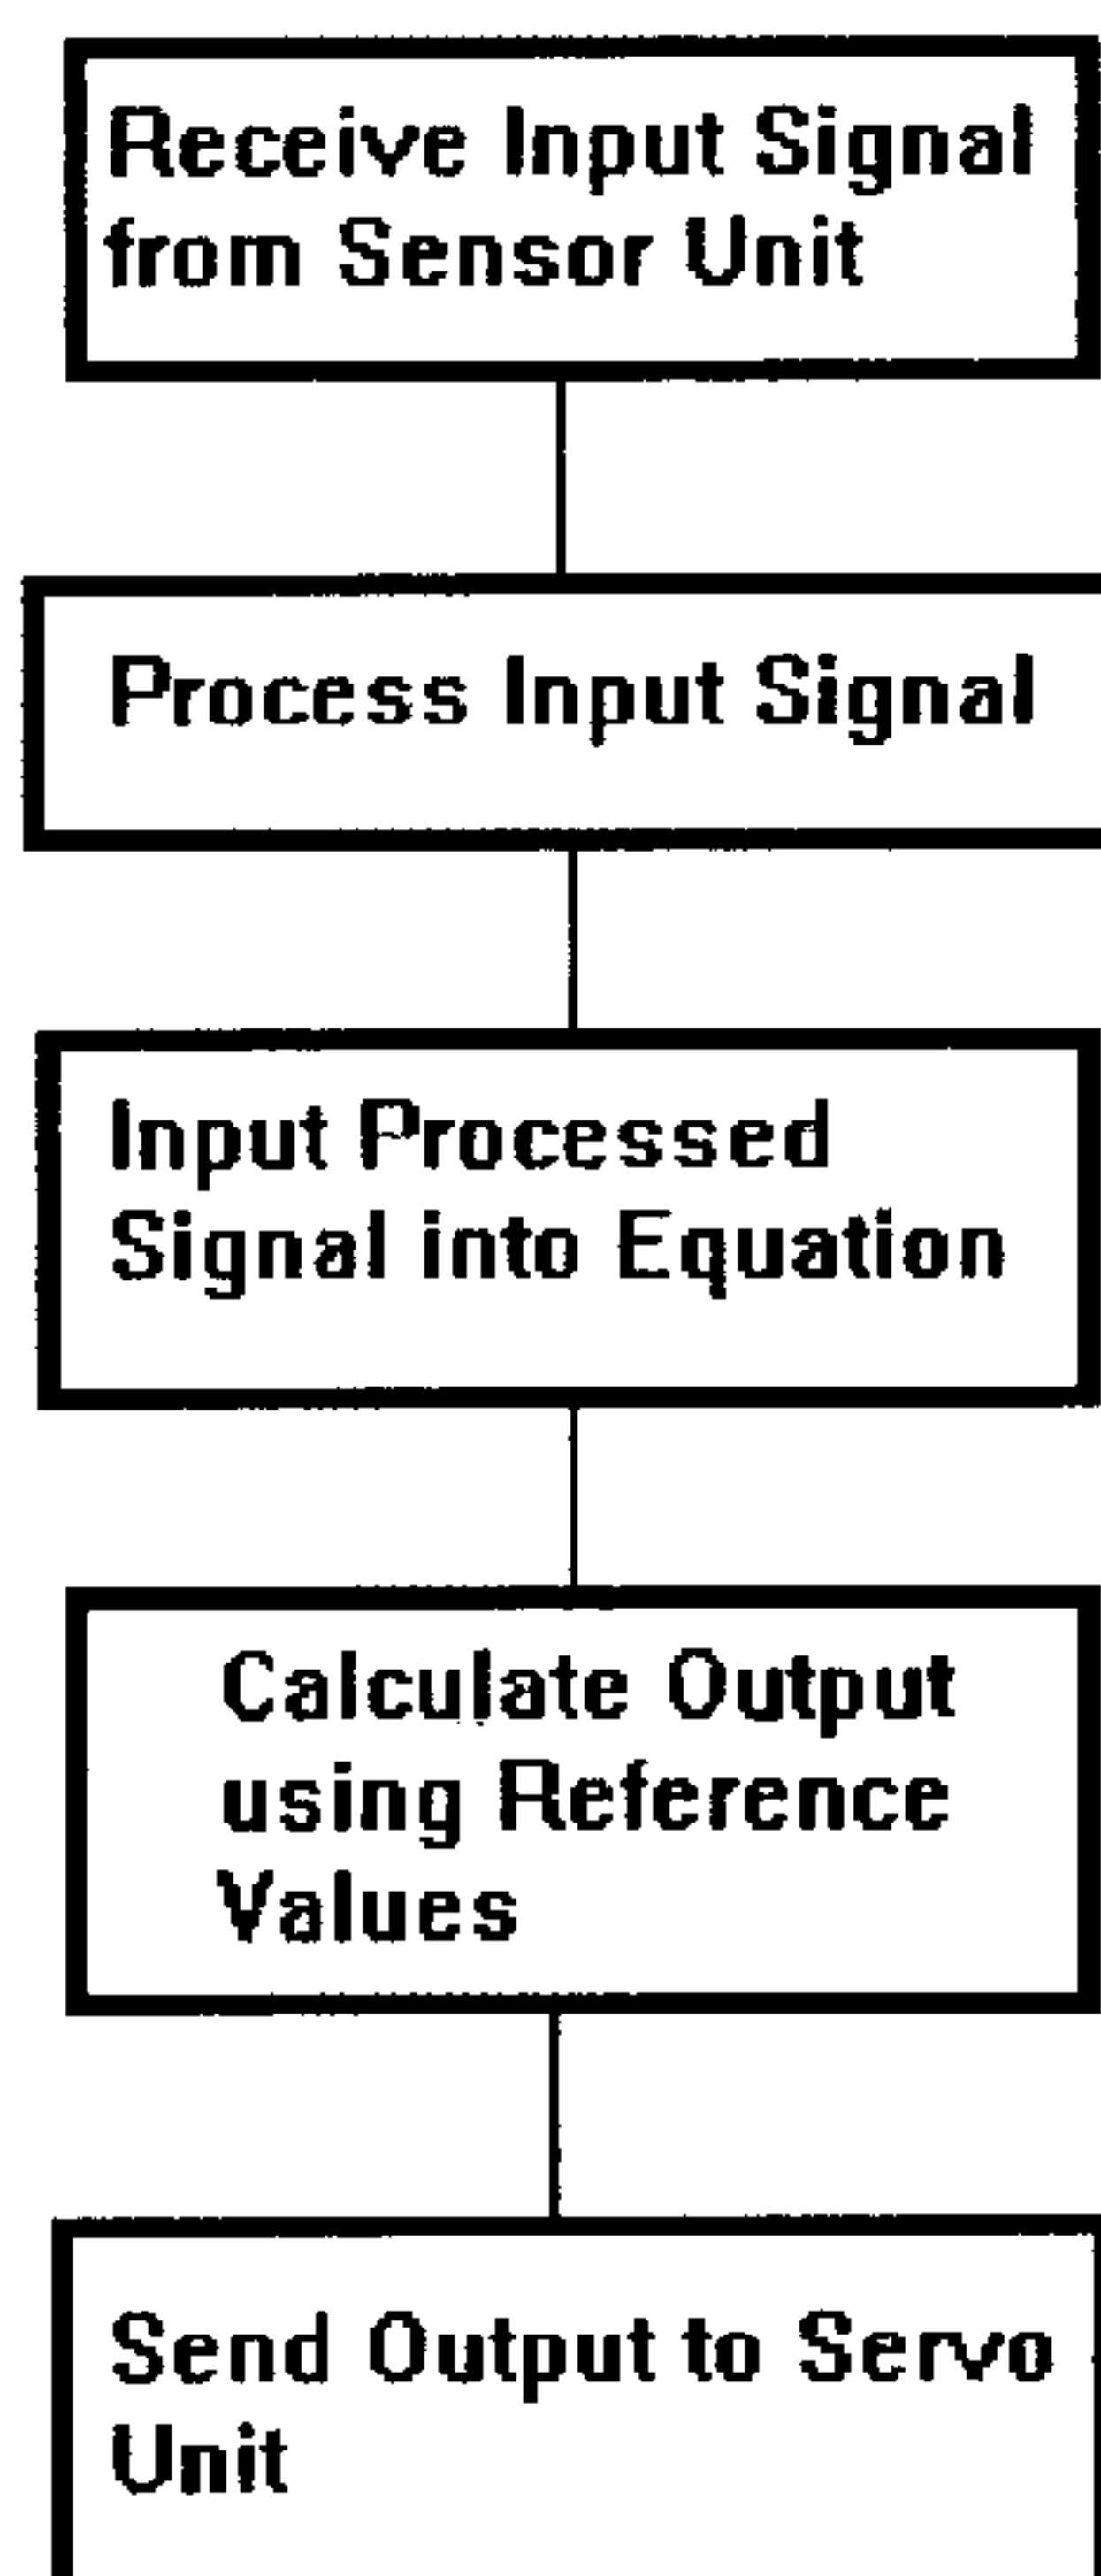 Receive Input Signal
from Sensor Unit
Process Input Signal
Input Processed
Signal into Equation
Calculate Output
using Reference
Values
Send Output to Servo
Unit